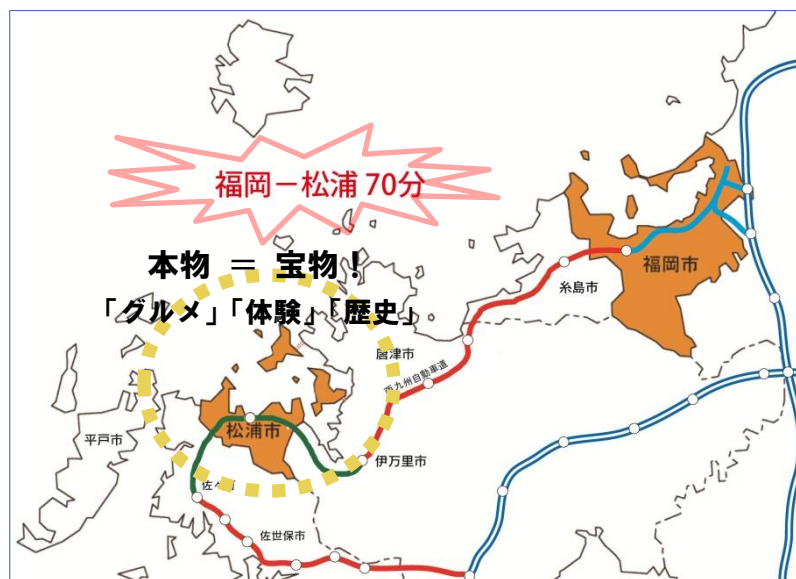 福岡－松浦 70分
本物 ＝ 宝物！
「グルメ」「体験」「歴史」
福岡市
糸島市
唐津市
西九州自動車道
松浦市
平戸市
伊万里市
佐々
佐世保市